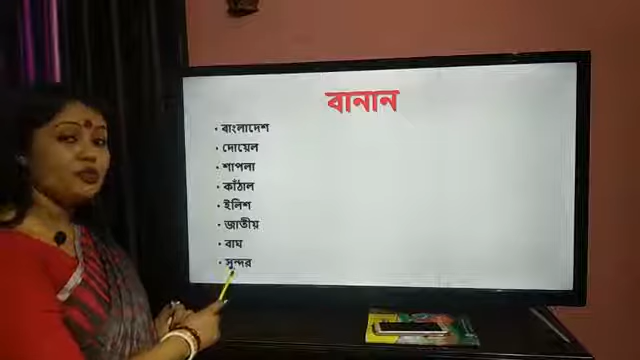 বানান
• বাংলাদেশ
• দোয়েল
• শাপলা
• কাঁঠাল
• ইলিশ
• জাতীয়
• বাঘ
• সুন্দর